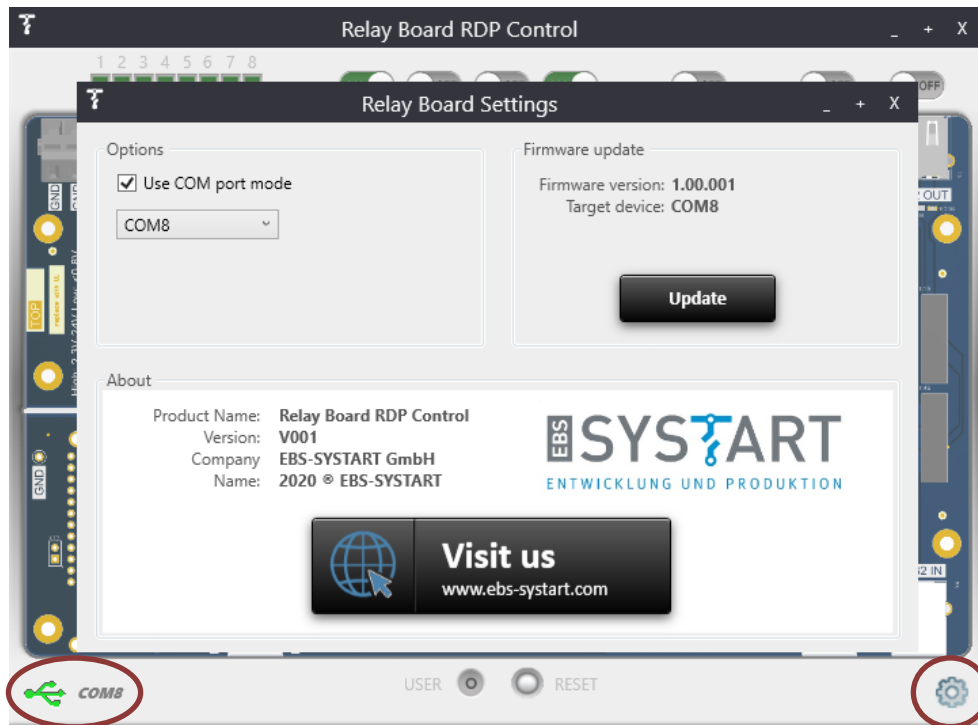 Relay Board RDP Control
1 2 3 4 5 6 7 8
OFF
Relay Board Settings
Options
Use COM port mode
COM8
Firmware update
Firmware version: 1.00.001
Target device: COM8
Update
About
Product Name: Relay Board RDP Control
Version: V001
Company EBS-SYSTART GmbH
Name: 2020 ® EBS-SYSTART
EBS SYSTART
ENTWICKLUNG UND PRODUKTION
Visit us
www.ebs-systart.com
GND
TOP
GND
OUT
IN
COM8
USER
RESET